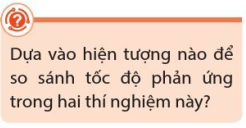 Dựa vào hiện tượng nào để
so sánh tốc độ phản ứng
trong hai thí nghiệm này?